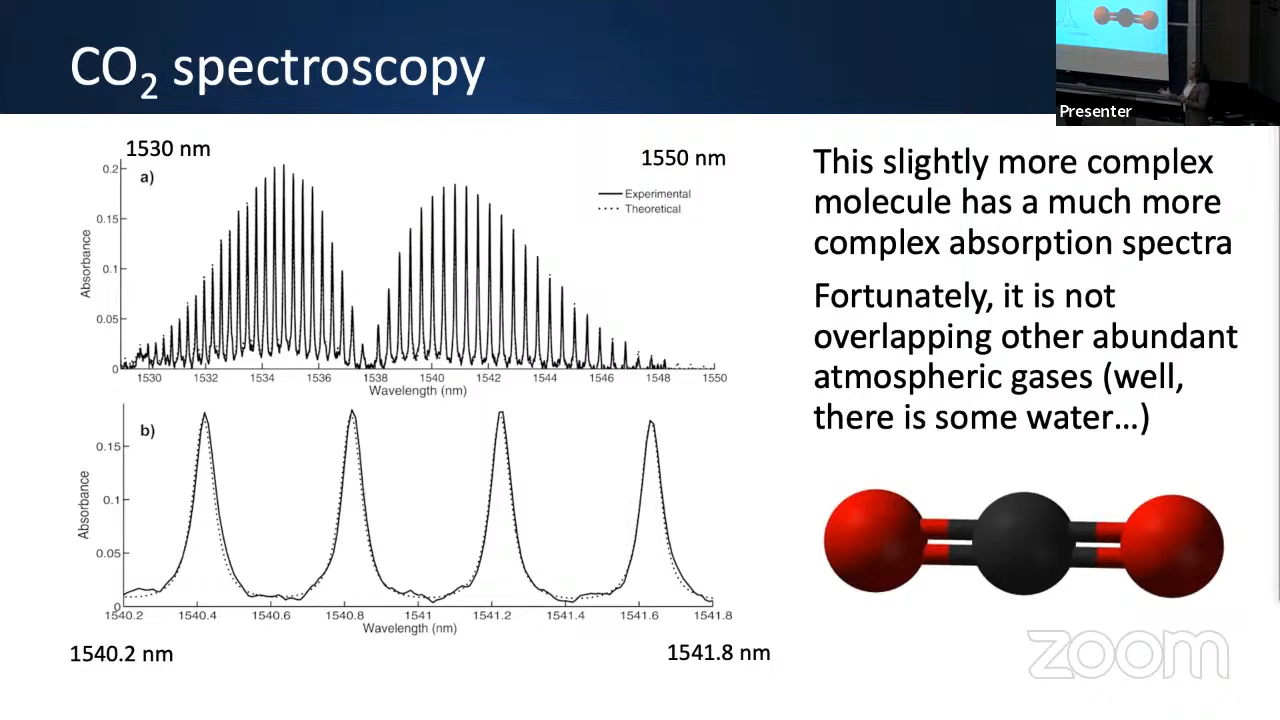 CO2 spectroscopy
Presenter
1530 nm
1550 nm
a)
Experimental
Theoretical
Absorbance
0.2
0.15
0.1
0.05
0
1530 1532 1534 1536 1538 1540 1542 1544 1546 1548 1550
Wavelength (nm)
b)
Absorbance
0.15
0.1
0.05
0
1540.2 1540.4 1540.6 1540.8 1541 1541.2 1541.4 1541.6 1541.8
Wavelength (nm)
1540.2 nm
1541.8 nm
This slightly more complex
molecule has a much more
complex absorption spectra
Fortunately, it is not
overlapping other abundant
atmospheric gases (well,
there is some water...)
zoom